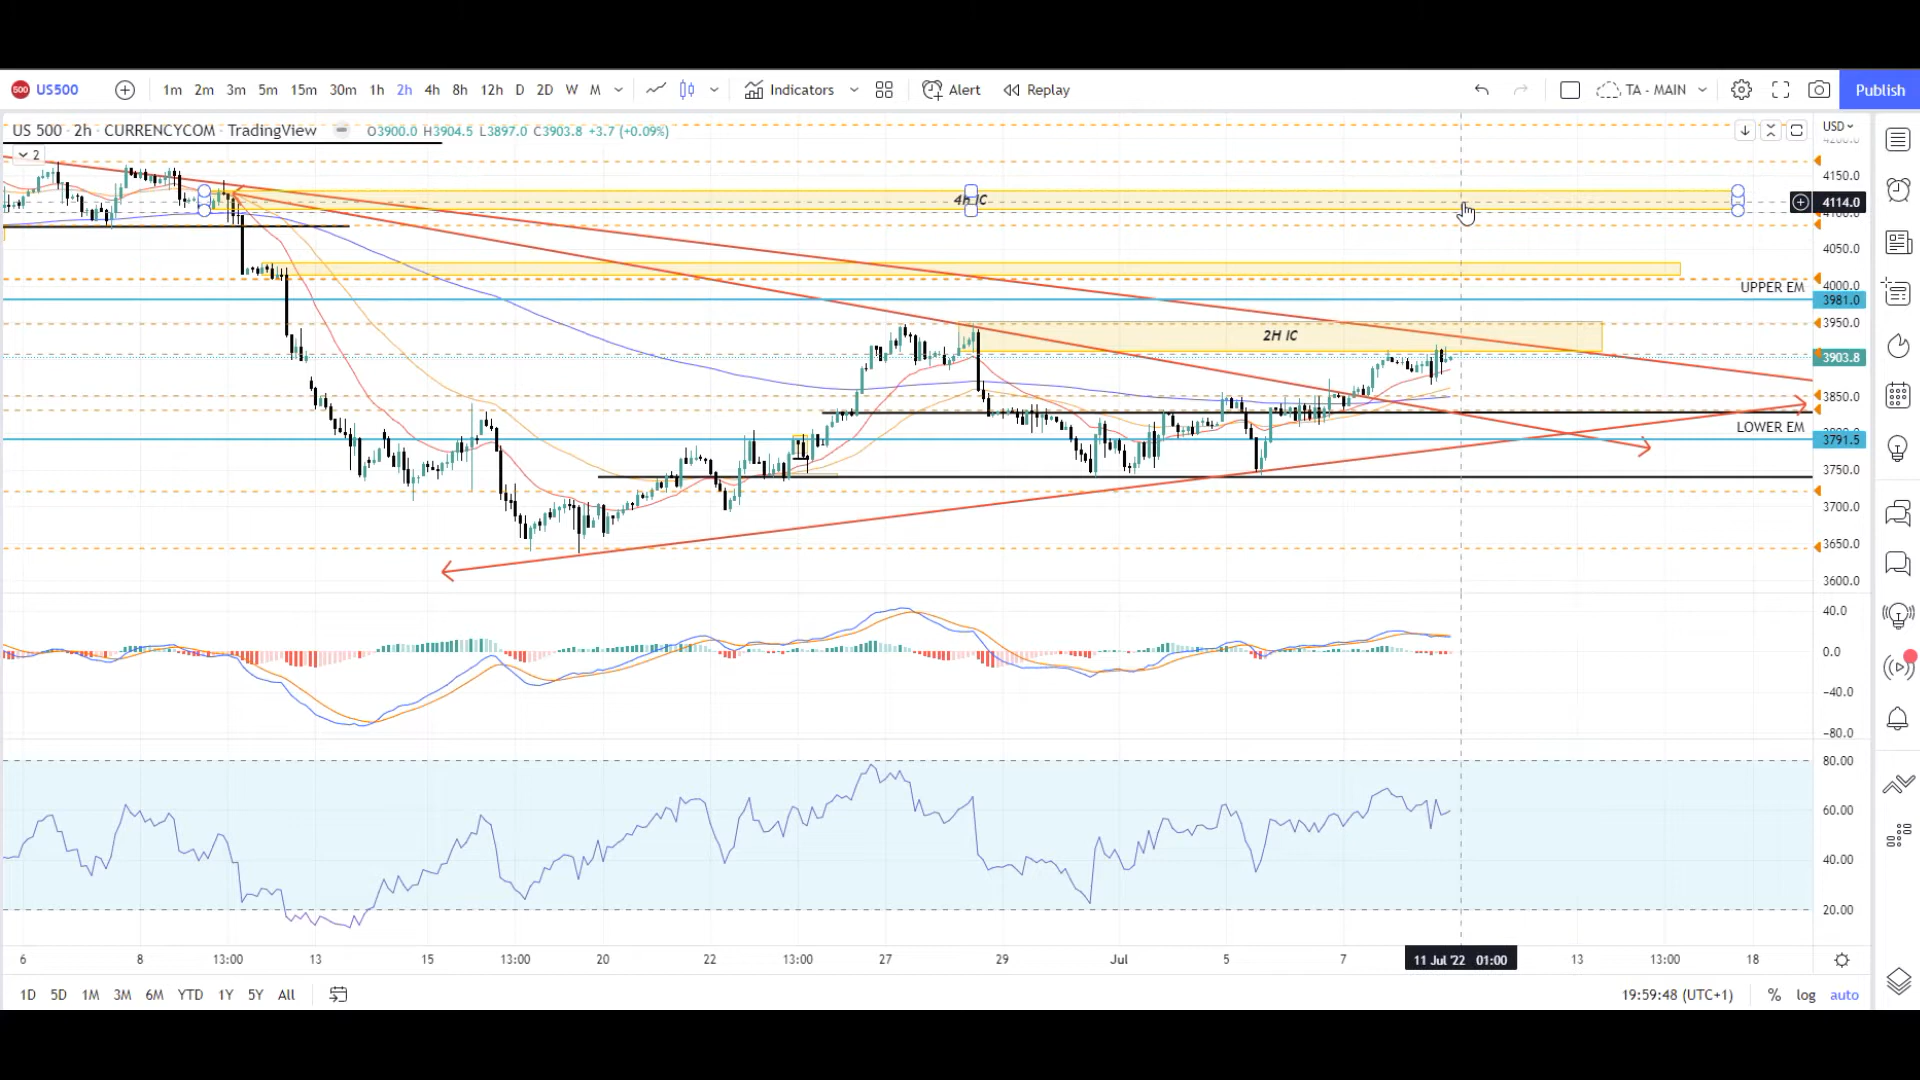 500 US500 1m 2m 3m 5m 15m 30m 1h 2h 4h 8h 12h D 2D W M Indicators Alert Replay TA - MAIN Publish
US 500 · 2h · CURRENCYCOM · TradingView O3900.0 H3904.5 L3897.0 C3903.8 +3.7 (+0.09%) USD
2
4150.0
4h IC 4114.0
4100.0
4050.0
4000.0
UPPER EM
3981.0
3950.0
2H IC
3903.8
3850.0
LOWER EM
3791.5
3750.0
3700.0
3650.0
3600.0
40.0
0.0
−40.0
−80.0
80.00
60.00
40.00
20.00
6 8 13:00 13 15 13:00 20 22 13:00 27 29 Jul 5 7 11 Jul '22 01:00 13 13:00 18
1D 5D 1M 3M 6M YTD 1Y 5Y All 19:59:48 (UTC+1) % log auto